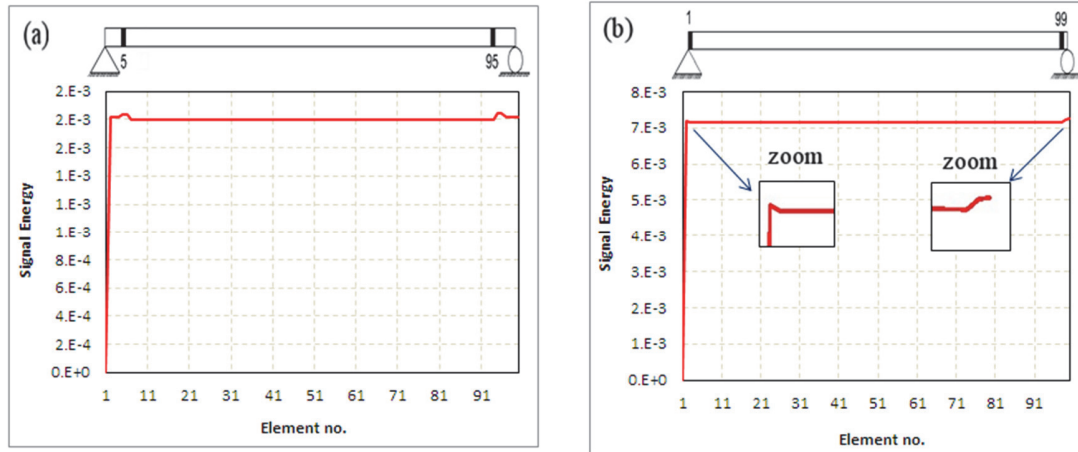 (a)
5 95
2.E-3
2.E-3
2.E-3
1.E-3
1.E-3
1.E-3
8.E-4
6.E-4
4.E-4
2.E-4
0.E+0
Signal Energy
1 11 21 31 41 51 61 71 81 91
Element no.
(b)
1 99
8.E-3
7.E-3
6.E-3
5.E-3
4.E-3
3.E-3
2.E-3
1.E-3
0.E+0
Signal Energy
zoom zoom
1 11 21 31 41 51 61 71 81 91
Element no.